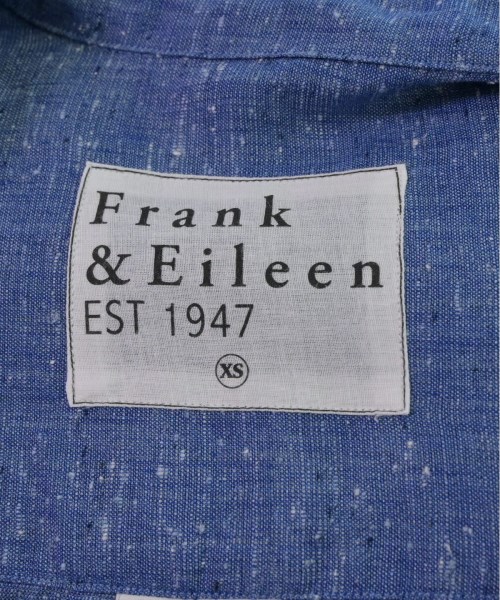 Frank
& Eileen
EST 1947
XS